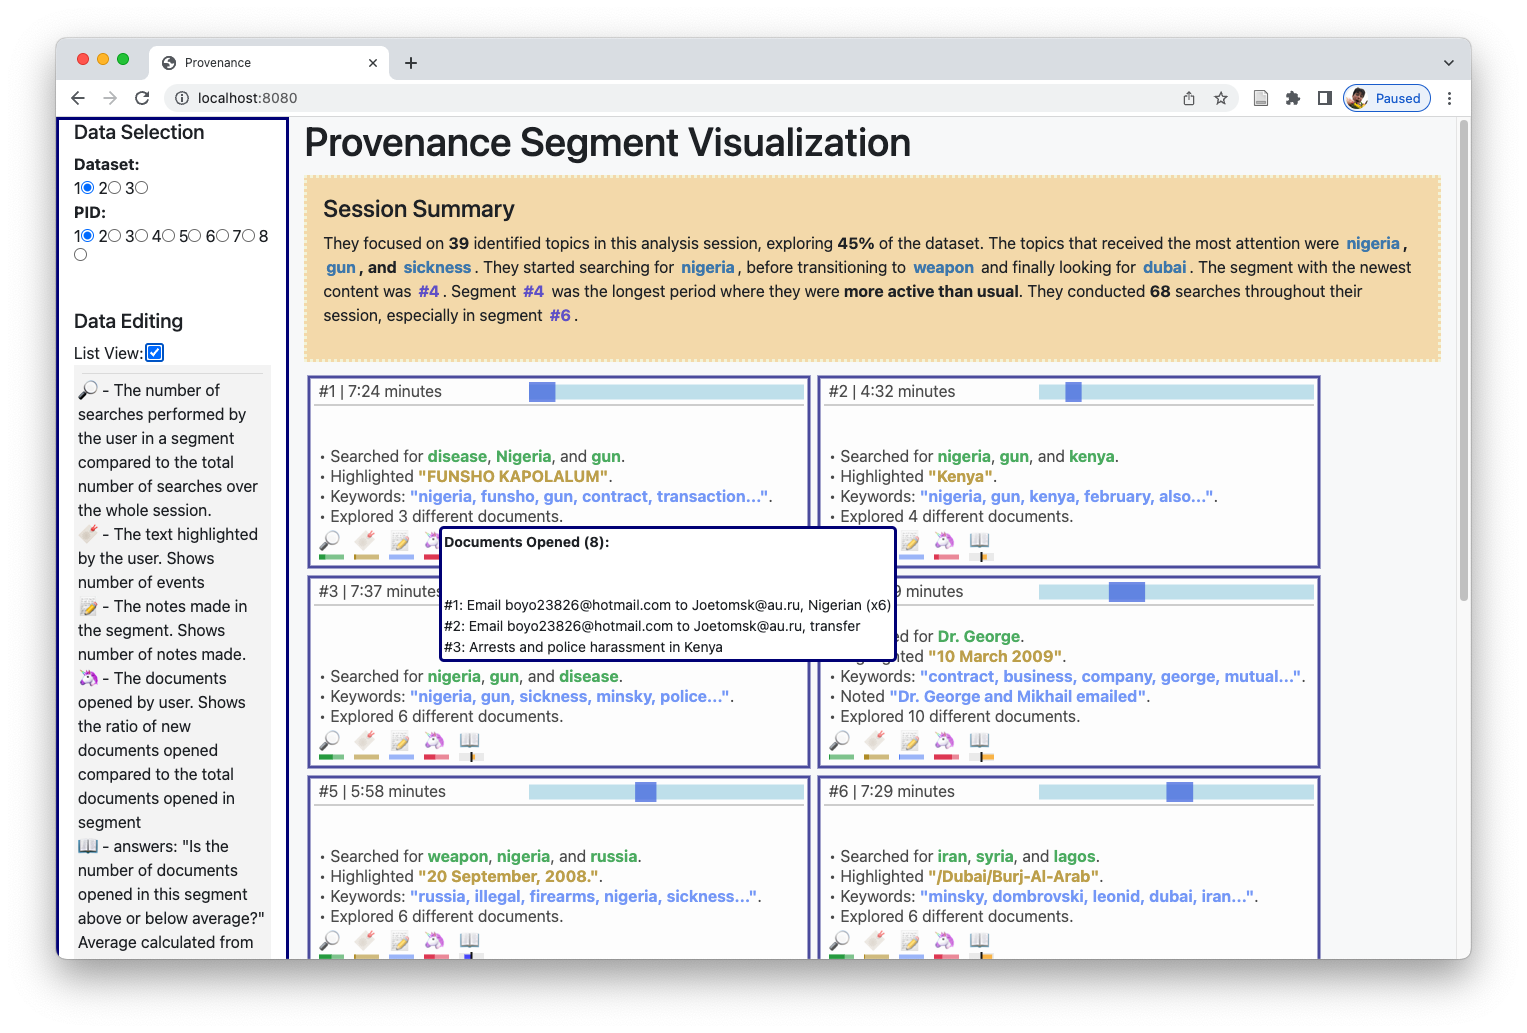 Provenance
localhost:8080
Paused
Data Selection
Dataset:
1 2 3
PID:
1 2 3 4 5 6 7 8
Data Editing
List View:
- The number of
searches performed by
the user in a segment
compared to the total
number of searches over
the whole session.
- The text highlighted
by the user. Shows
number of events
- The notes made in
the segment. Shows
number of notes made.
- The documents
opened by user. Shows
the ratio of new
documents opened
compared to the total
documents opened in
segment
- answers: "Is the
number of documents
opened in this segment
above or below average?"
Average calculated from
Provenance Segment Visualization
Session Summary
They focused on 39 identified topics in this analysis session, exploring 45% of the dataset. The topics that received the most attention were nigeria ,
gun , and sickness . They started searching for nigeria , before transitioning to weapon and finally looking for dubai . The segment with the newest
content was #4 . Segment #4 was the longest period where they were more active than usual. They conducted 68 searches throughout their
session, especially in segment #6 .
#1 | 7:24 minutes
• Searched for disease, Nigeria, and gun.
• Highlighted "FUNSHO KAPOLALUM".
• Keywords: "nigeria, funsho, gun, contract, transaction...".
• Explored 3 different documents.
#2 | 4:32 minutes
• Searched for nigeria, gun, and kenya.
• Highlighted "Kenya".
• Keywords: "nigeria, gun, kenya, february, also...".
• Explored 4 different documents.
Documents Opened (8):
#1: Email boyo23826@hotmail.com to Joetomsk@au.ru, Nigerian (x6)
#2: Email boyo23826@hotmail.com to Joetomsk@au.ru, transfer
#3: Arrests and police harassment in Kenya
#3 | 7:37 minutes
• Searched for nigeria, gun, and disease.
• Keywords: "nigeria, gun, sickness, minsky, police...".
• Explored 6 different documents.
9 minutes
ed for Dr. George.
hted "10 March 2009".
• Keywords: "contract, business, company, george, mutual...".
• Noted "Dr. George and Mikhail emailed".
• Explored 10 different documents.
#5 | 5:58 minutes
• Searched for weapon, nigeria, and russia.
• Highlighted "20 September, 2008.".
• Keywords: "russia, illegal, firearms, nigeria, sickness...".
• Explored 6 different documents.
#6 | 7:29 minutes
• Searched for iran, syria, and lagos.
• Highlighted "/Dubai/Burj-Al-Arab".
• Keywords: "minsky, dombrovski, leonid, dubai, iran...".
• Explored 6 different documents.